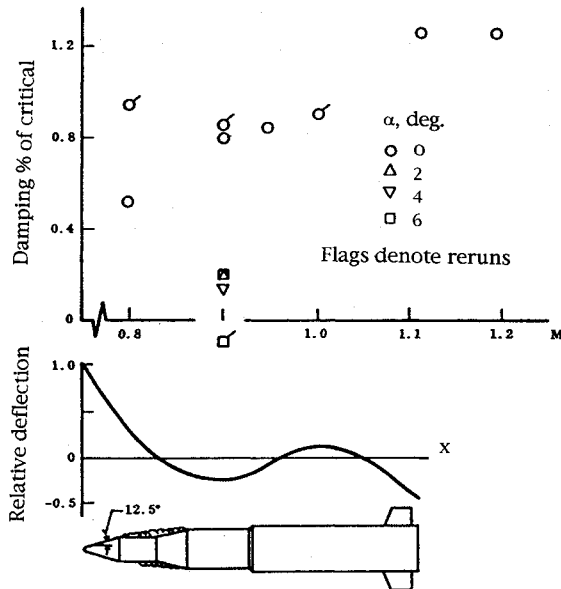 Damping % of critical
1.2
0.8
0.4
0
α, deg.
0
2
4
6
Flags denote reruns
0.8
1.0
1.1
1.2
M
Relative deflection
1.0
0
-0.5
X
12.5°